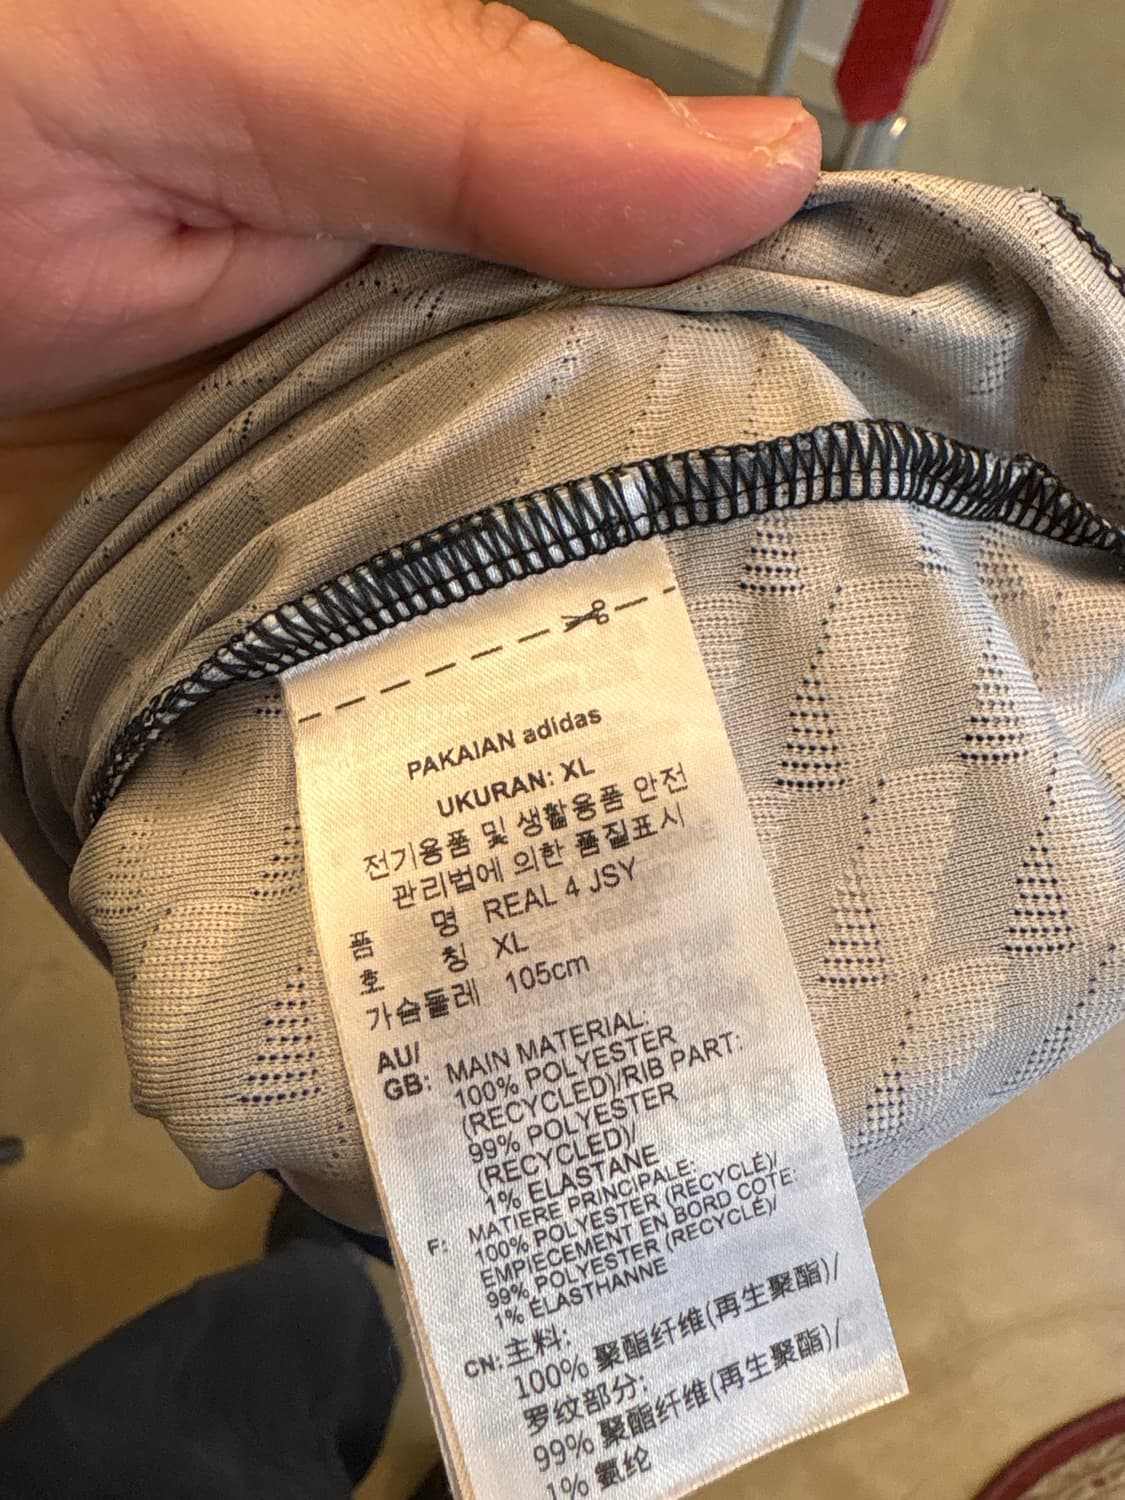 PAKAIAN adidas
UKURAN: XL
전기용품 및 생활용품 안전
관리법에 의한 품질표시
품 명 REAL 4 JSY
호 칭 XL
가슴둘레 105cm
AU/
GB: MAIN MATERIAL:
100% POLYESTER
(RECYCLED)/RIB PART:
99% POLYESTER
(RECYCLED)/
1% ELASTANE
F: MATIÈRE PRINCIPALE:
100% POLYESTER (RECYCLÉ)/
EMPIECEMENT EN BORD COTE:
99% POLYESTER (RECYCLÉ)/
1% ÉLASTHANNE
CN: 主料:
100% 聚酯纤维(再生聚酯)/
罗纹部分:
99% 聚酯纤维(再生聚酯)/
1% 氨纶